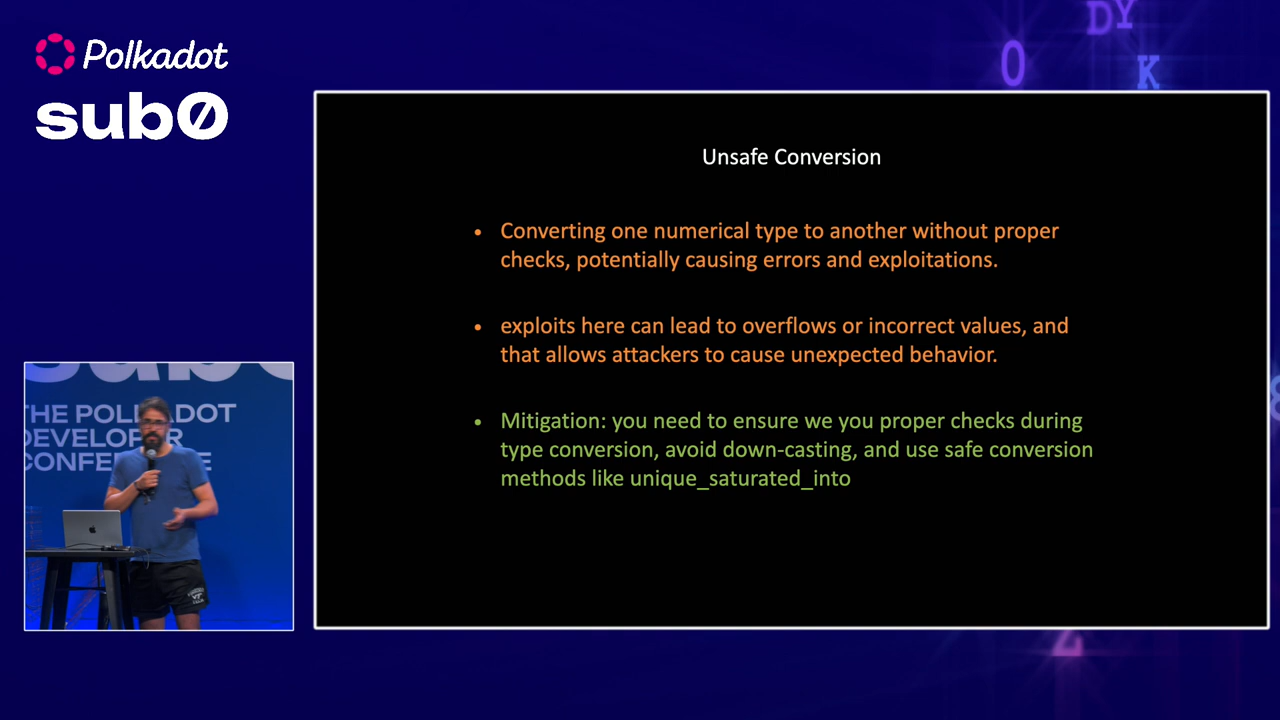 Polkadot
sub0
O
DY
K
Unsafe Conversion
• Converting one numerical type to another without proper
checks, potentially causing errors and exploitations.
• exploits here can lead to overflows or incorrect values, and
that allows attackers to cause unexpected behavior.
• Mitigation: you need to ensure we you proper checks during
type conversion, avoid down-casting, and use safe conversion
methods like unique_saturated_into
THE POLKADOT
DEVELOPER
CONFERENCE